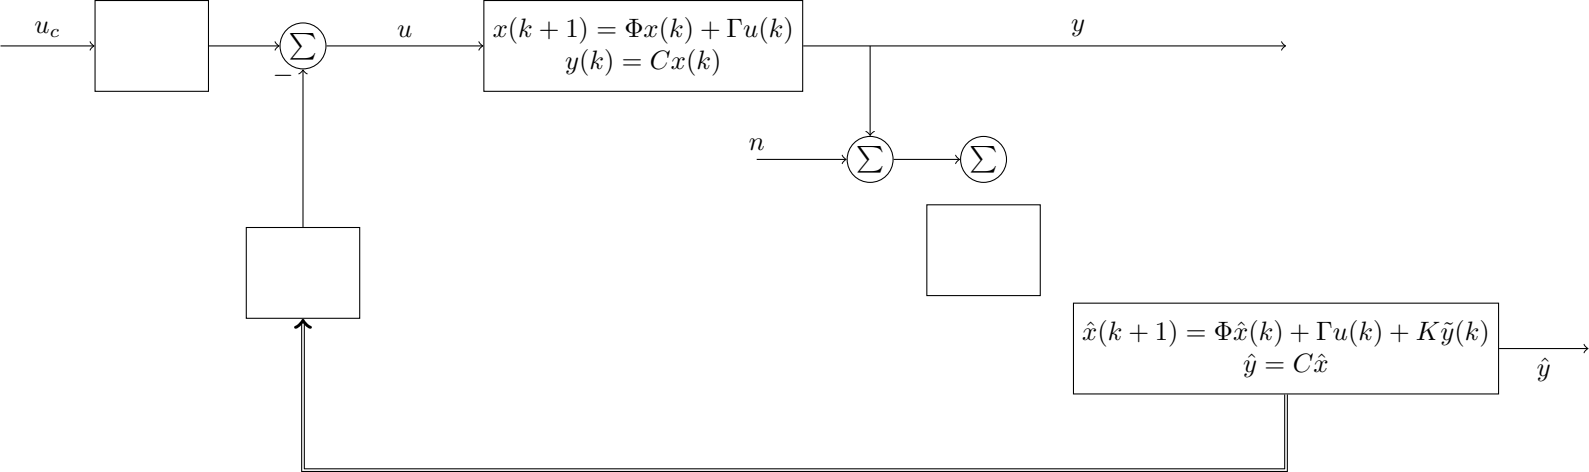 u_c
∑
−
u
x(k + 1) = Φx(k) + Γu(k)
y(k) = Cx(k)
y
n
∑
∑
x̂(k + 1) = Φx̂(k) + Γu(k) + Kỹ(k)
ŷ = Cx̂
ŷ